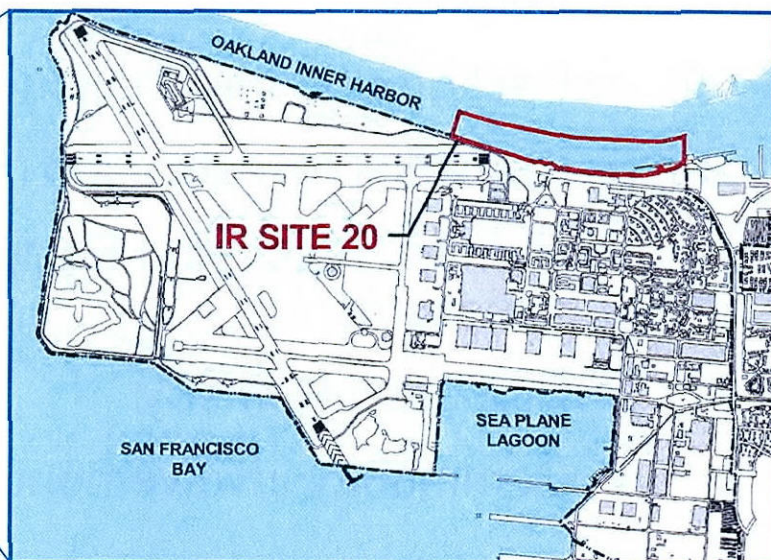 OAKLAND INNER HARBOR
IR SITE 20
SAN FRANCISCO
BAY
SEA PLANE
LAGOON